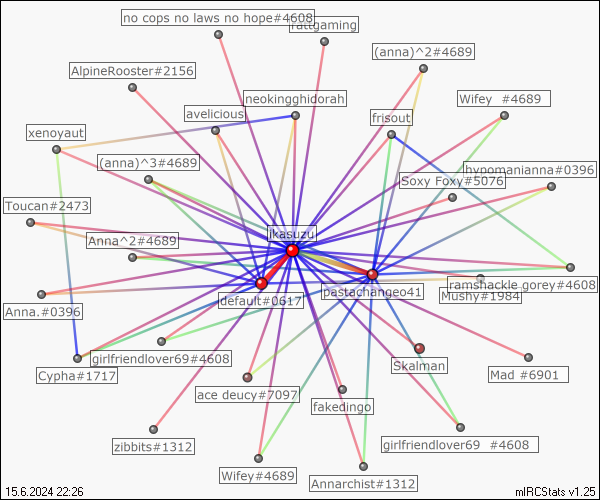 no cops no laws no hope#4608
rattgaming
(anna)^2#4689
AlpineRooster#2156
neokingghidorah
Wifey  #4689
avelicious
frisout
xenoyaut
(anna)^3#4689
hypomanianna#0396
Soxy Foxy#5076
Toucan#2473
jkasuzu
Anna^2#4689
ramshackle gorey#4608
pastachangeo41
Mushy#1984
default#0617
Anna.#0396
girlfriendlover69#4608
Skalman
Cypha#1717
Mad #6901
ace deucy#7097
fakedingo
zibbits#1312
girlfriendlover69  #4608
Wifey#4689
Annarchist#1312
15.6.2024 22:26
mIRCStats v1.25